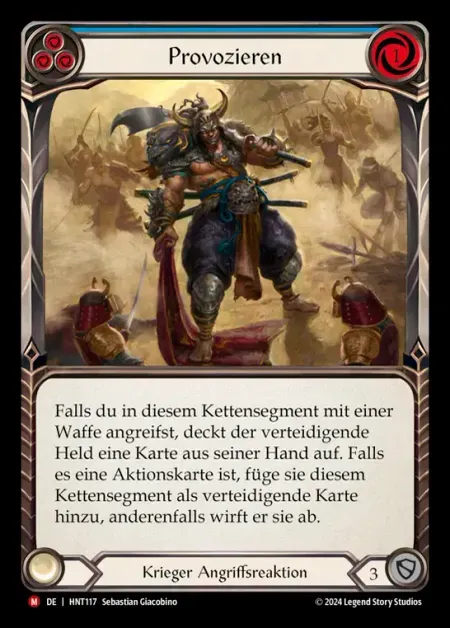 Provozieren
1
Falls du in diesem Kettensegment mit einer
Waffe angreifst, deckt der verteidigende
Held eine Karte aus seiner Hand auf. Falls
es eine Aktionskarte ist, füge sie diesem
Kettensegment als verteidigende Karte
hinzu, anderenfalls wirft er sie ab.
Krieger Angriffsreaktion
3
M DE | HNT117 Sebastian Giacobino
© 2024 Legend Story Studios